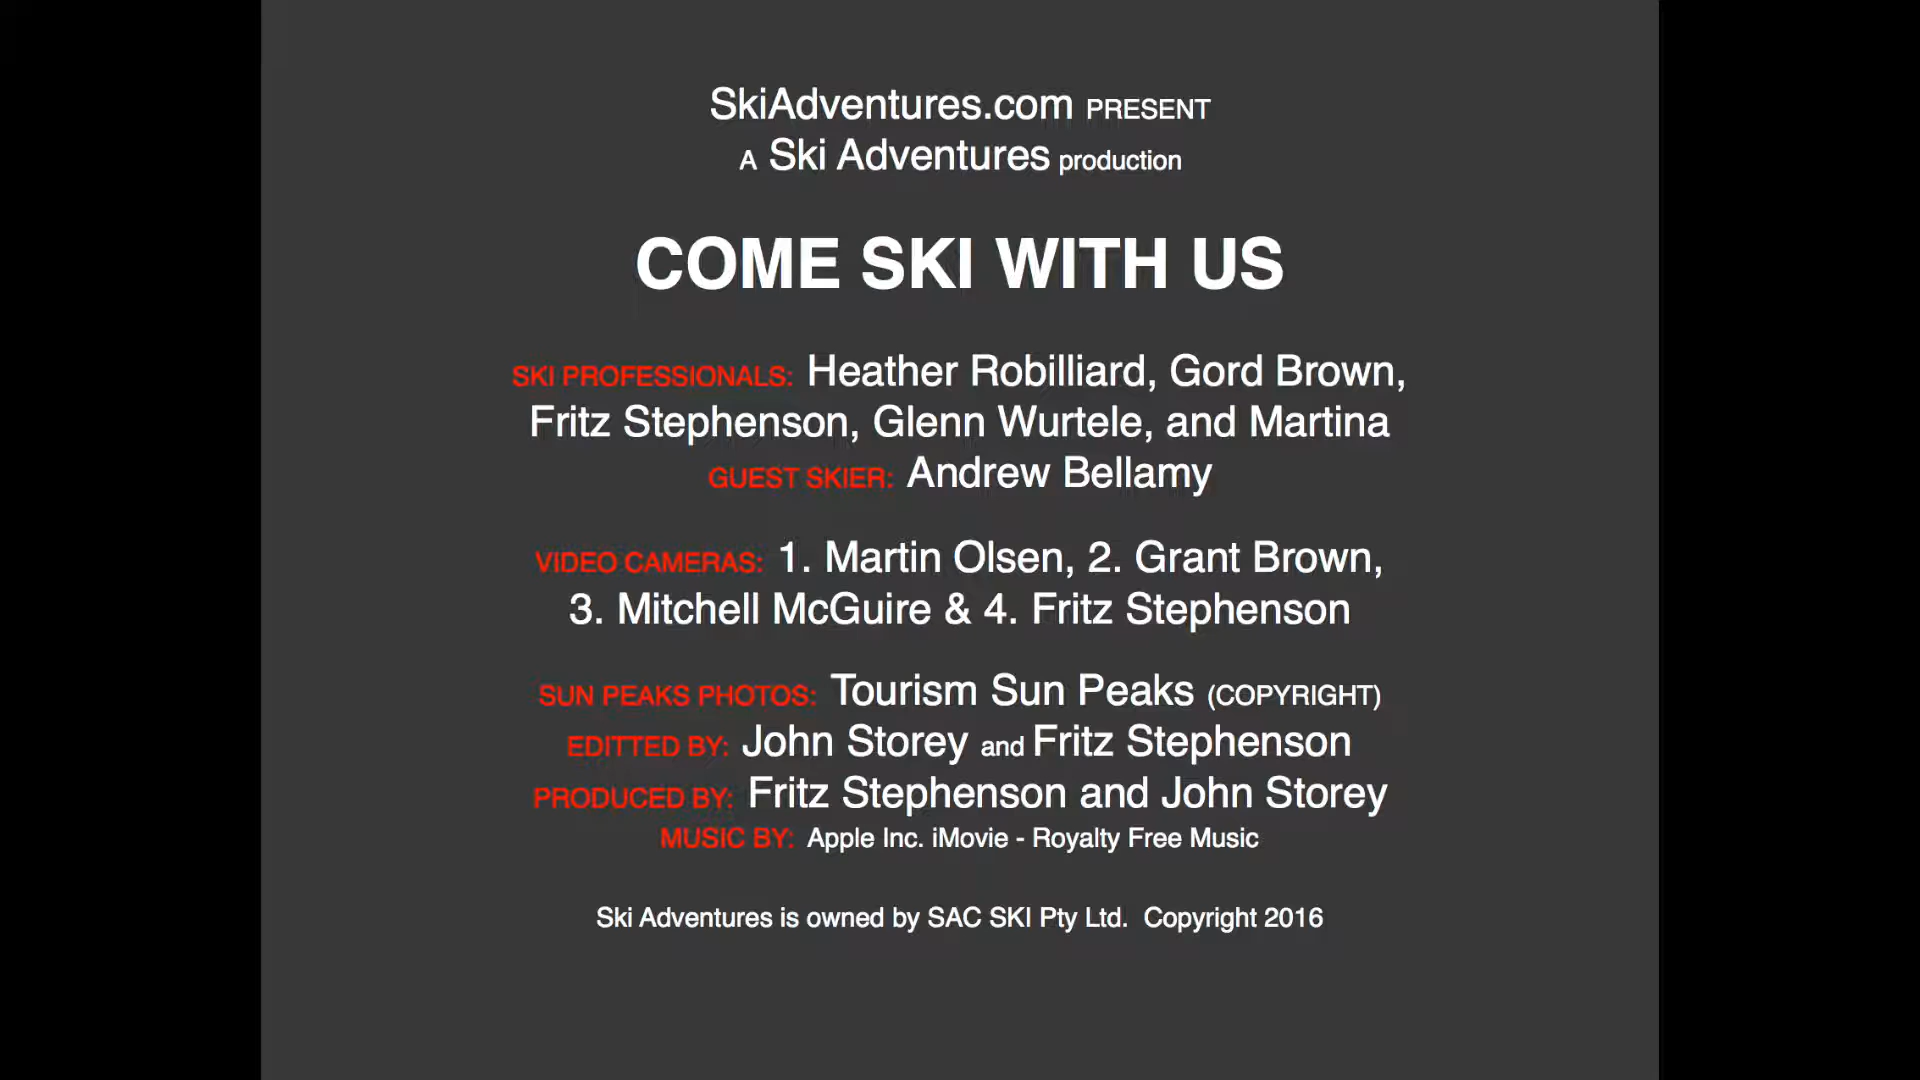 SkiAdventures.com PRESENT
A Ski Adventures production
COME SKI WITH US
SKI PROFESSIONALS: Heather Robilliard, Gord Brown,
Fritz Stephenson, Glenn Wurtele, and Martina
GUEST SKIER: Andrew Bellamy
VIDEO CAMERAS: 1. Martin Olsen, 2. Grant Brown,
3. Mitchell McGuire & 4. Fritz Stephenson
SUN PEAKS PHOTOS: Tourism Sun Peaks (COPYRIGHT)
EDITTED BY: John Storey and Fritz Stephenson
PRODUCED BY: Fritz Stephenson and John Storey
MUSIC BY: Apple Inc. iMovie - Royalty Free Music
Ski Adventures is owned by SAC SKI Pty Ltd.  Copyright 2016